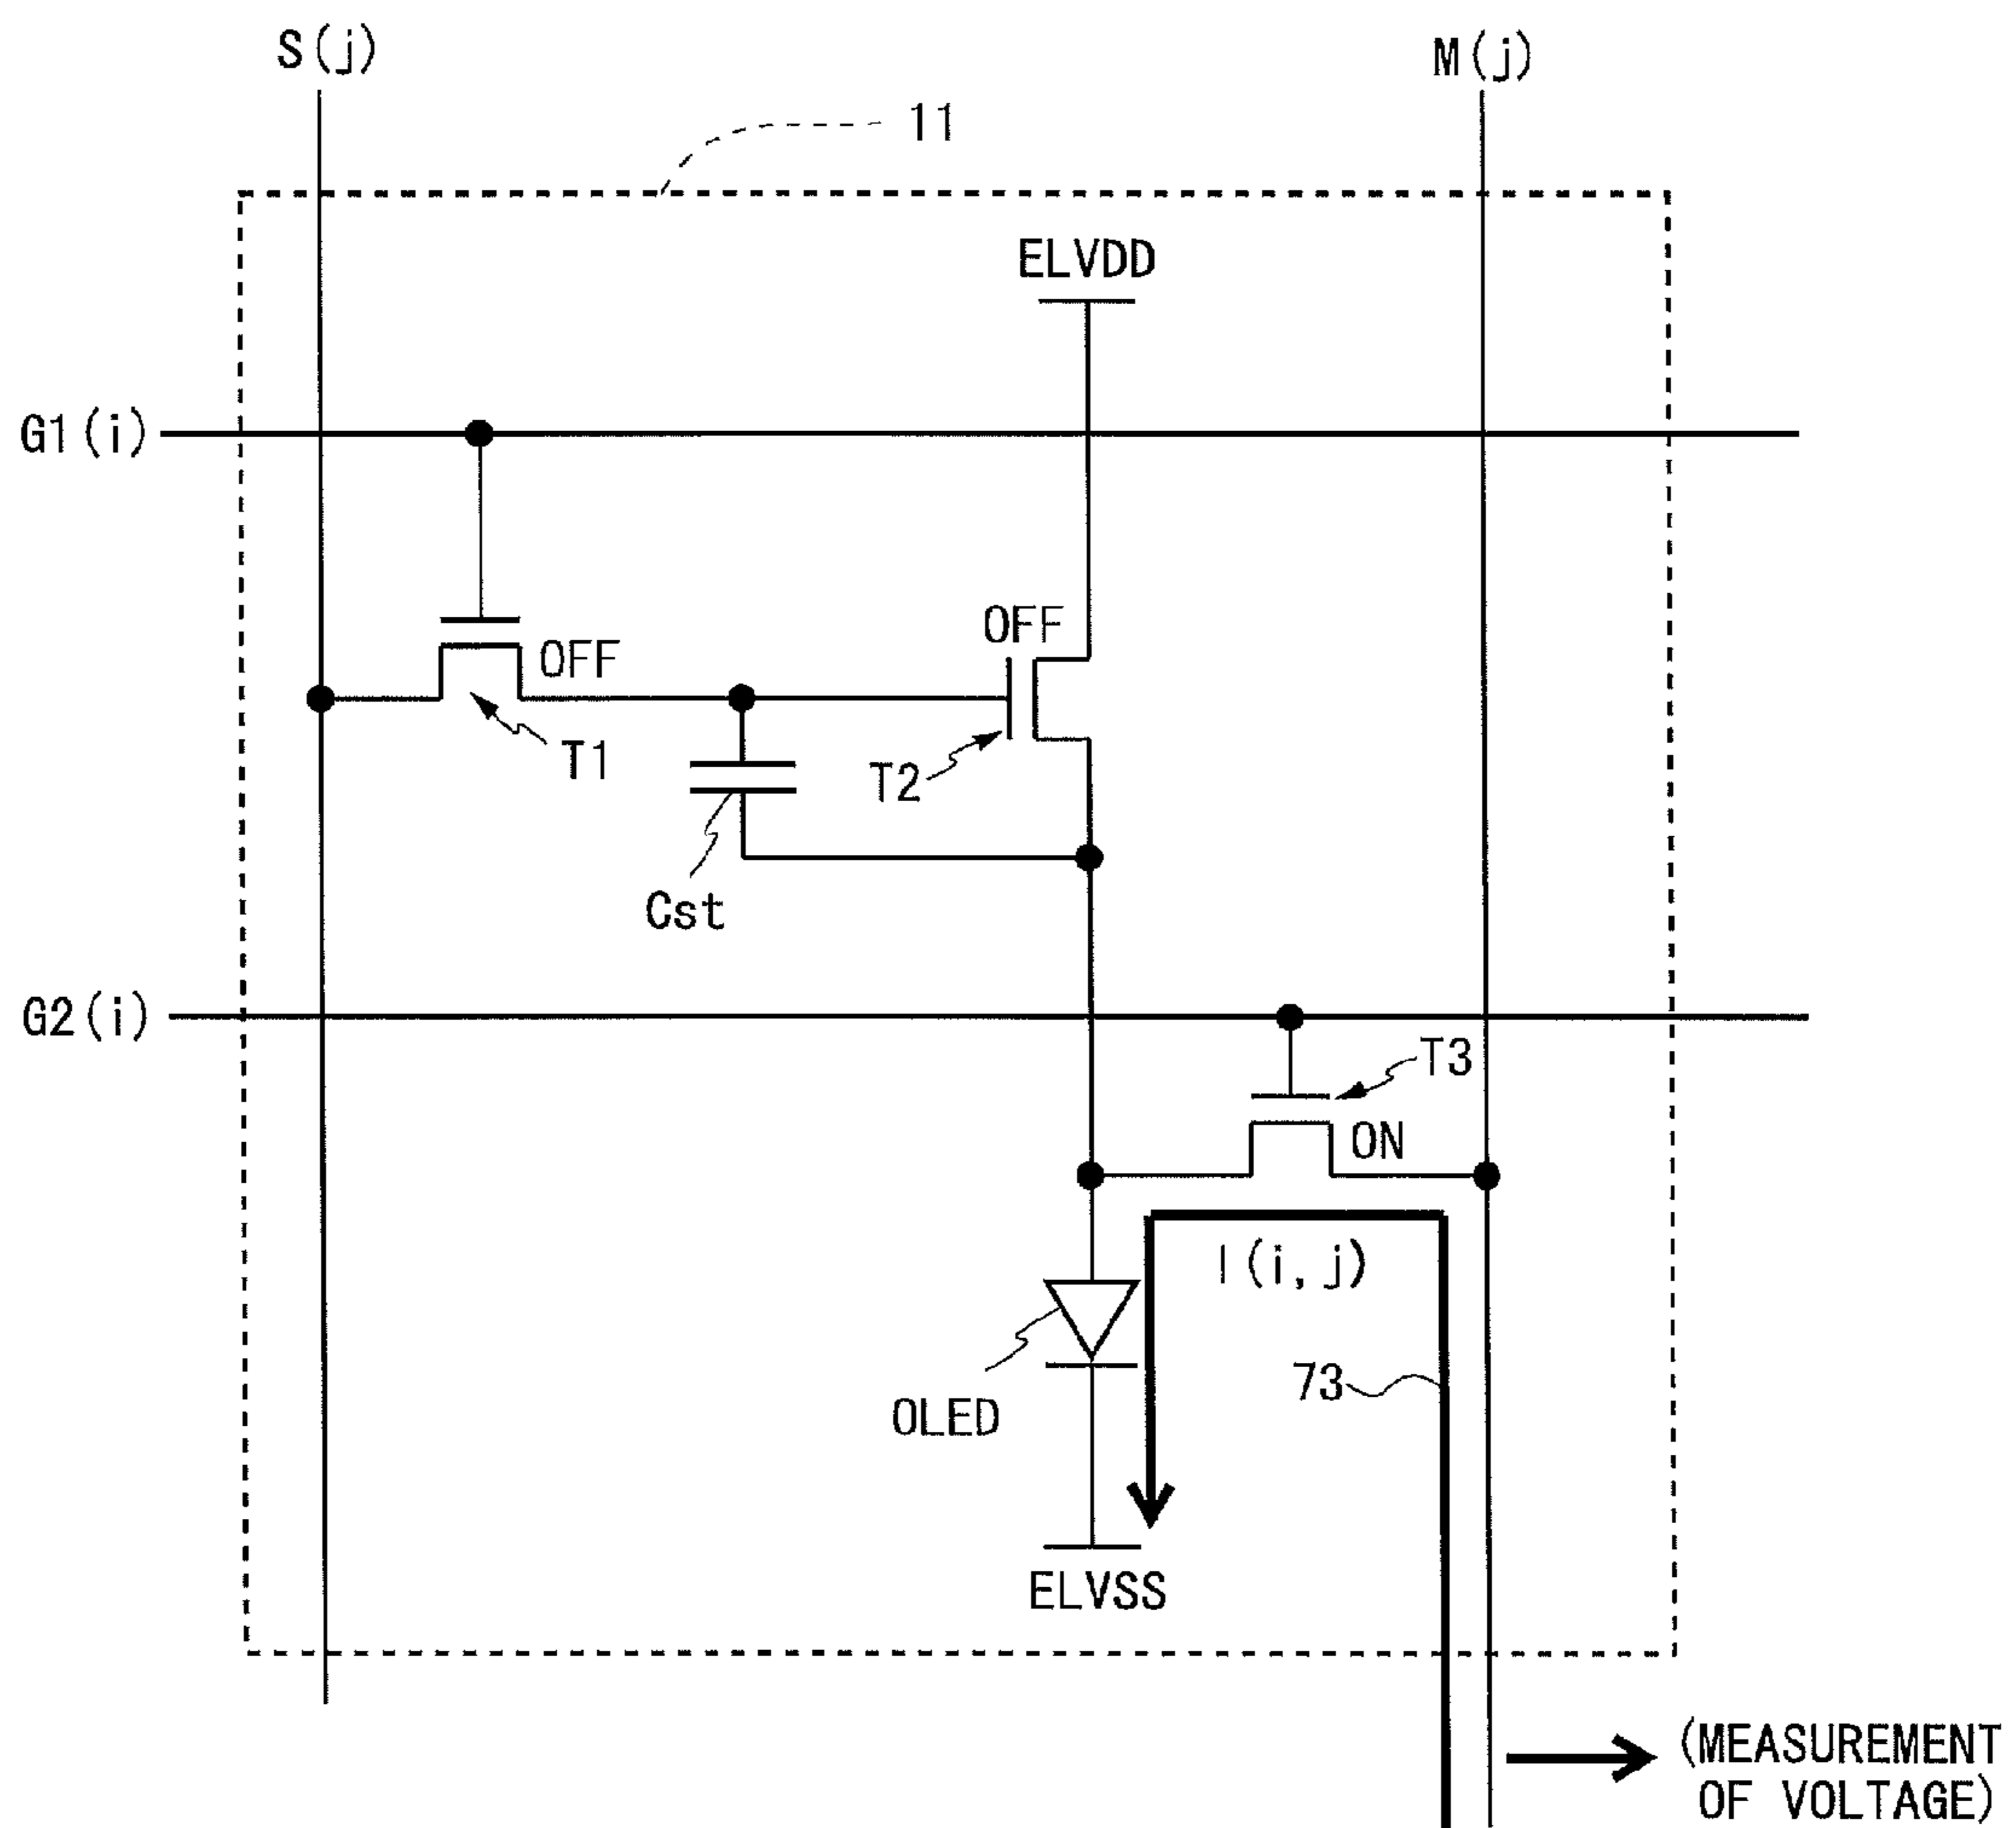 S(j)
M(j)
11
ELVDD
G1(i)
OFF
OFF
T1
T2
Cst
G2(i)
T3
ON
I(i, j)
73
OLED
ELVSS
(MEASUREMENT
OF VOLTAGE)